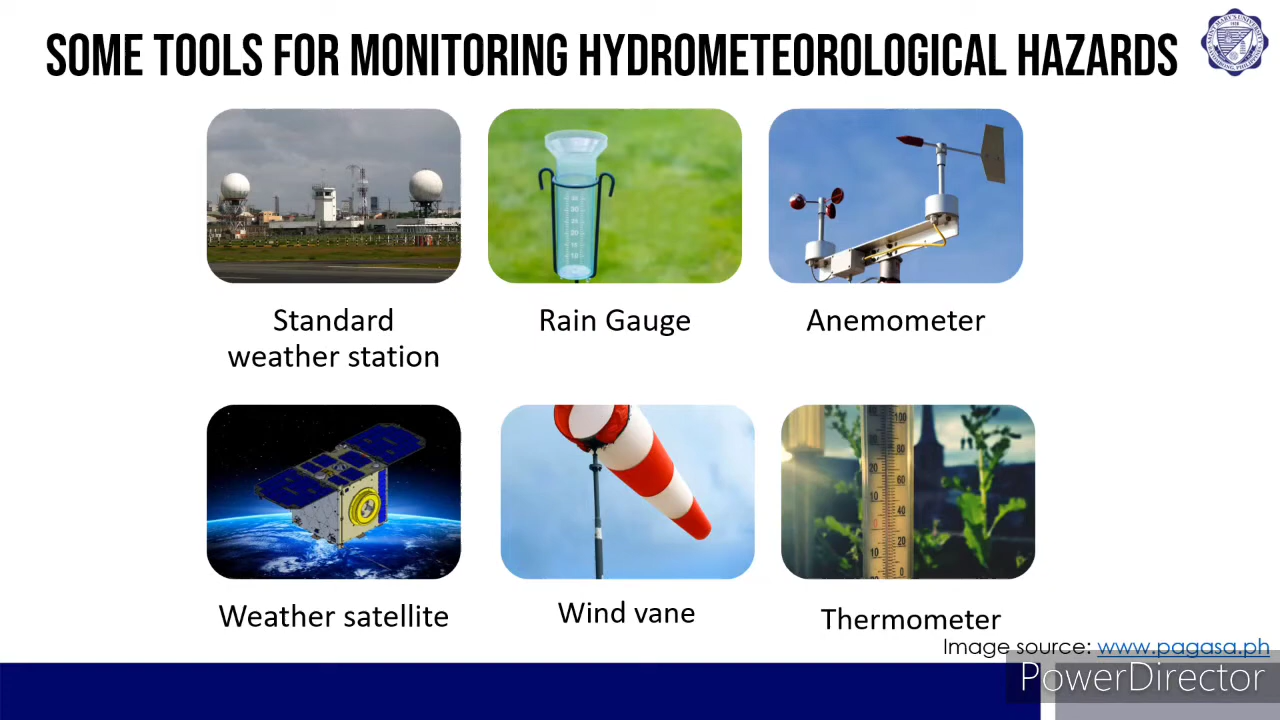 SOME TOOLS FOR MONITORING HYDROMETEOROLOGICAL HAZARDS
Standard
weather station
Rain Gauge
Anemometer
Weather satellite
Wind vane
Thermometer
Image source: www.pagasa.ph
PowerDirector